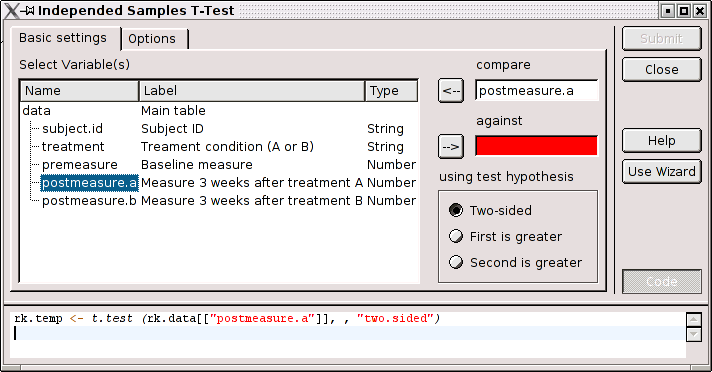 Independed Samples T-Test
Basic settings Options
Submit
Close
Help
Use Wizard
Code
Select Variable(s)
Name Label Type
data Main table
subject.id Subject ID String
treatment Treament condition (A or B) String
premeasure Baseline measure Number
postmeasure.a Measure 3 weeks after treatment A Number
postmeasure.b Measure 3 weeks after treatment B Number
compare
<-- postmeasure.a
against
-->
using test hypothesis
Two-sided
First is greater
Second is greater
rk.temp <- t.test (rk.data[["postmeasure.a"]], , "two.sided")